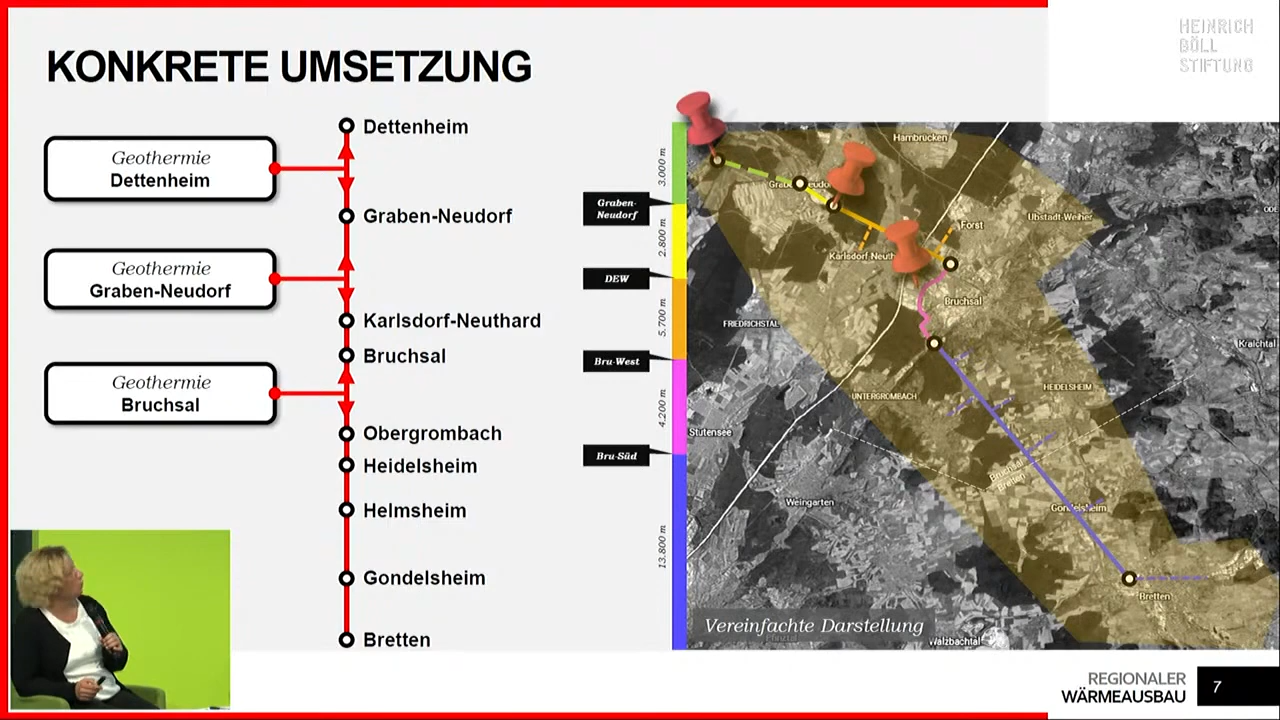 KONKRETE UMSETZUNG
HEINRICH
BÖLL
STIFTUNG
Geothermie
Dettenheim
Geothermie
Graben-Neudorf
Geothermie
Bruchsal
Dettenheim
Graben-Neudorf
Karlsdorf-Neuthard
Bruchsal
Obergrombach
Heidelsheim
Helmsheim
Gondelsheim
Bretten
Graben-
Neudorf
DEW
Bru-West
Bru-Süd
3.000 m
2.800 m
5.700 m
4.200 m
13.800 m
Hambrücken
Ubstadt-Weiher
Forst
Karlsdorf-Neuth
Bruchsal
FRIEDRICHSTAL
Kraichtal
HEIDELSHEIM
UNTERGROMBACH
Stutensee
Bruchsal
Bretten
Weingarten
Gondelsheim
Bretten
Walzbachtal
Pfinztal
Vereinfachte Darstellung
REGIONALER
WÄRMEAUSBAU
7